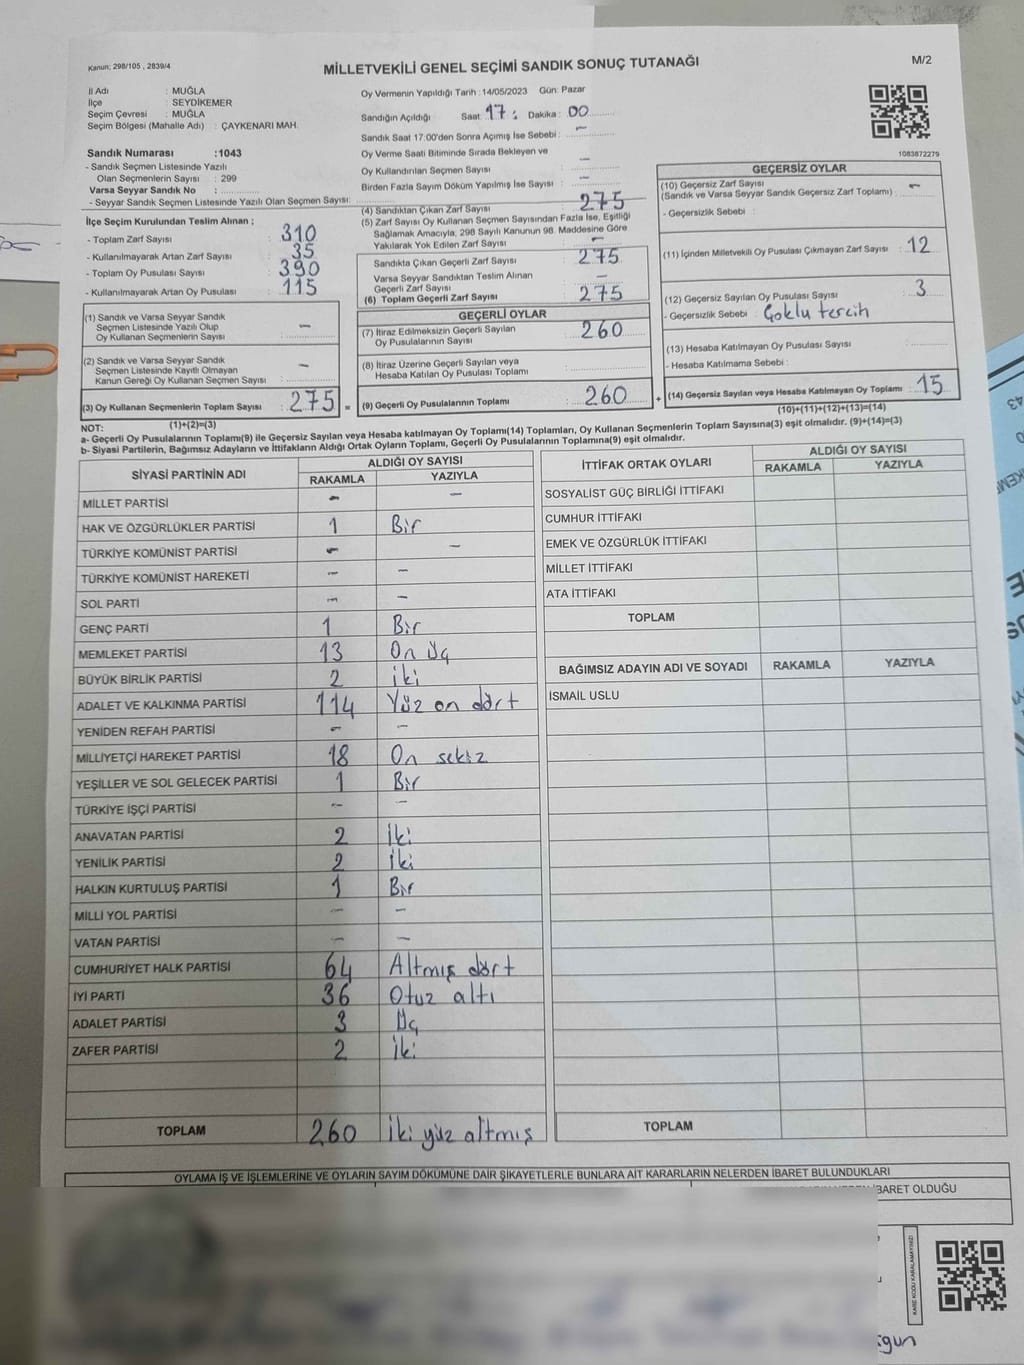 Kanun: 298/105 , 2839/4
MİLLETVEKİLİ GENEL SEÇİMİ SANDIK SONUÇ TUTANAĞI
M/2
İl Adı : MUĞLA
İlçe : SEYDİKEMER
Seçim Çevresi : MUĞLA
Seçim Bölgesi (Mahalle Adı) : ÇAYKENARI MAH.
Sandık Numarası :1043
- Sandık Seçmen Listesinde Yazılı
Olan Seçmenlerin Sayısı : 299
Varsa Seyyar Sandık No :
- Seyyar Sandık Seçmen Listesinde Yazılı Olan Seçmen Sayısı:
Oy Vermenin Yapıldığı Tarih :14/05/2023 Gün: Pazar
Sandığın Açıldığı Saat 17 : Dakika: 00
Sandık Saat 17:00'den Sonra Açımış İse Sebebi : -
Oy Verme Saati Bitiminde Sırada Bekleyen ve
Oy Kullandırılan Seçmen Sayısı -
Birden Fazla Sayım Döküm Yapılmış İse Sayısı -
1083872279
İlçe Seçim Kurulundan Teslim Alınan ;
- Toplam Zarf Sayısı : 310
- Kullanılmayarak Artan Zarf Sayısı : 35
- Toplam Oy Pusulası Sayısı : 390
- Kullanılmayarak Artan Oy Pusulası : 115
(1) Sandık ve Varsa Seyyar Sandık
Seçmen Listesinde Yazılı Olup
Oy Kullanan Seçmenlerin Sayısı : -
(2) Sandık ve Varsa Seyyar Sandık
Seçmen Listesinde Kayıtlı Olmayan
Kanun Gereği Oy Kullanan Seçmen Sayısı : -
(3) Oy Kullanan Seçmenlerin Toplam Sayısı : 275 =
(1)+(2)=(3)
(4) Sandıktan Çıkan Zarf Sayısı 275
(5) Zarf Sayısı Oy Kullanan Seçmen Sayısından Fazla İse, Eşitliği
Sağlamak Amacıyla, 298 Sayılı Kanunun 98. Maddesine Göre
Yakılarak Yok Edilen Zarf Sayısı : -
Sandıkta Çıkan Geçerli Zarf Sayısı : 275
Varsa Seyyar Sandıktan Teslim Alınan
Geçerli Zarf Sayısı -
(6) Toplam Geçerli Zarf Sayısı : 275
GEÇERLİ OYLAR
(7) İtiraz Edilmeksizin Geçerli Sayılan
Oy Pusulalarının Sayısı : 260
(8) İtiraz Üzerine Geçerli Sayılan veya
Hesaba Katılan Oy Pusulası Toplamı
(9) Geçerli Oy Pusulalarının Toplamı : 260 +
GEÇERSİZ OYLAR
(10) Geçersiz Zarf Sayısı
(Sandık ve Varsa Seyyar Sandık Geçersiz Zarf Toplamı) : -
- Geçersizlik Sebebi :
(11) İçinden Milletvekili Oy Pusulası Çıkmayan Zarf Sayısı : 12
(12) Geçersiz Sayılan Oy Pusulası Sayısı : 3
- Geçersizlik Sebebi : Çoklu tercih
(13) Hesaba Katılmayan Oy Pusulası Sayısı :
- Hesaba Katılmama Sebebi :
(14) Geçersiz Sayılan veya Hesaba Katılmayan Oy Toplamı : 15
(10)+(11)+(12)+(13)=(14)
NOT:
a- Geçerli Oy Pusulalarının Toplamı(9) ile Geçersiz Sayılan veya Hesaba katılmayan Oy Toplamı(14) Toplamları, Oy Kullanan Seçmenlerin Toplam Sayısına(3) eşit olmalıdır. (9)+(14)=(3)
b- Siyasi Partilerin, Bağımsız Adayların ve İttifakların Aldığı Ortak Oyların Toplamı, Geçerli Oy Pusulalarının Toplamına(9) eşit olmalıdır.
SİYASİ PARTİNİN ADI ALDIĞI OY SAYISI
RAKAMLA YAZIYLA
MİLLET PARTİSİ - -
HAK VE ÖZGÜRLÜKLER PARTİSİ 1 Bir
TÜRKİYE KOMÜNİST PARTİSİ - -
TÜRKİYE KOMÜNİST HAREKETİ - -
SOL PARTİ - -
GENÇ PARTİ 1 Bir
MEMLEKET PARTİSİ 13 On Üç
BÜYÜK BİRLİK PARTİSİ 2 İki
ADALET VE KALKINMA PARTİSİ 114 Yüz on dört
YENİDEN REFAH PARTİSİ - -
MİLLİYETÇİ HAREKET PARTİSİ 18 On sekiz
YEŞİLLER VE SOL GELECEK PARTİSİ 1 Bir
TÜRKİYE İŞÇİ PARTİSİ - -
ANAVATAN PARTİSİ 2 İki
YENİLİK PARTİSİ 2 İki
HALKIN KURTULUŞ PARTİSİ 1 Bir
MİLLİ YOL PARTİSİ - -
VATAN PARTİSİ - -
CUMHURİYET HALK PARTİSİ 64 Altmış dört
İYİ PARTİ 36 Otuz altı
ADALET PARTİSİ 3 Üç
ZAFER PARTİSİ 2 İki
TOPLAM 260 İki yüz altmış
İTTİFAK ORTAK OYLARI ALDIĞI OY SAYISI
RAKAMLA YAZIYLA
SOSYALİST GÜÇ BİRLİĞİ İTTİFAKI
CUMHUR İTTİFAKI
EMEK VE ÖZGÜRLÜK İTTİFAKI
MİLLET İTTİFAKI
ATA İTTİFAKI
TOPLAM
BAĞIMSIZ ADAYIN ADI VE SOYADI RAKAMLA YAZIYLA
İSMAİL USLU
TOPLAM
OYLAMA İŞ VE İŞLEMLERİNE VE OYLARIN SAYIM DÖKÜMÜNE DAİR ŞİKAYETLERLE BUNLARA AİT KARARLARIN NELERDEN İBARET BULUNDUKLARI
İBARET OLDUĞU
KARE KODU KARALAMAYINIZ!